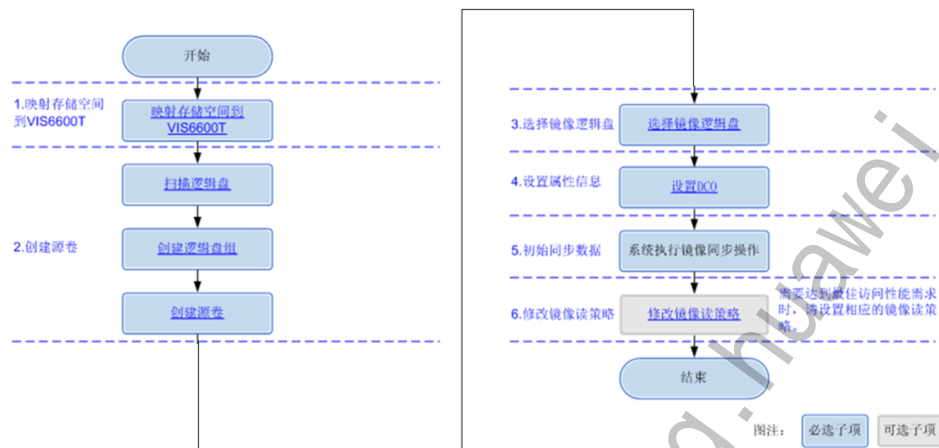 开始
1.映射存储空间
到VIS6600T
映射存储空间到
VIS6600T
扫描逻辑盘
2.创建源卷
创建逻辑盘组
创建源卷
3.选择镜像逻辑盘
选择镜像逻辑盘
4.设置属性信息
设置DCO
5.初始同步数据
系统执行镜像同步操作
6.修改镜像读策略
修改镜像读策略
需要达到最佳访问性能需求
时，请设置相应的镜像读策
略。
结束
图注：
必选子项
可选子项
g.huawei